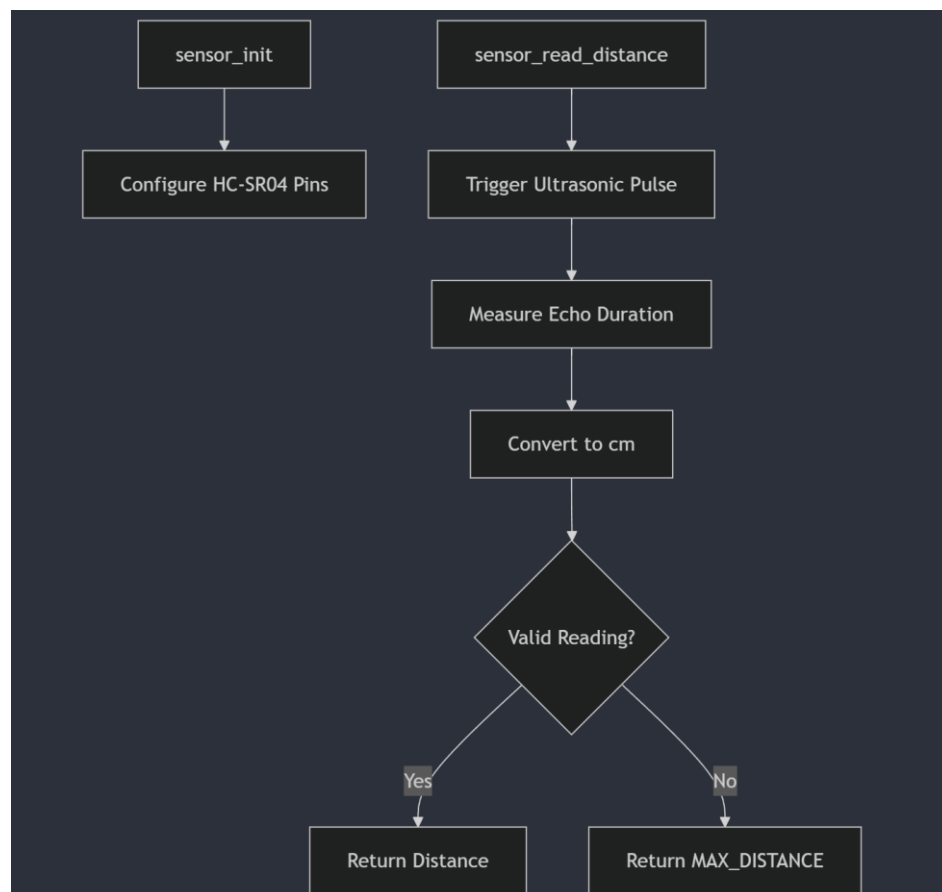 sensor_init
sensor_read_distance
Configure HC-SR04 Pins
Trigger Ultrasonic Pulse
Measure Echo Duration
Convert to cm
Valid Reading?
Yes
No
Return Distance
Return MAX_DISTANCE